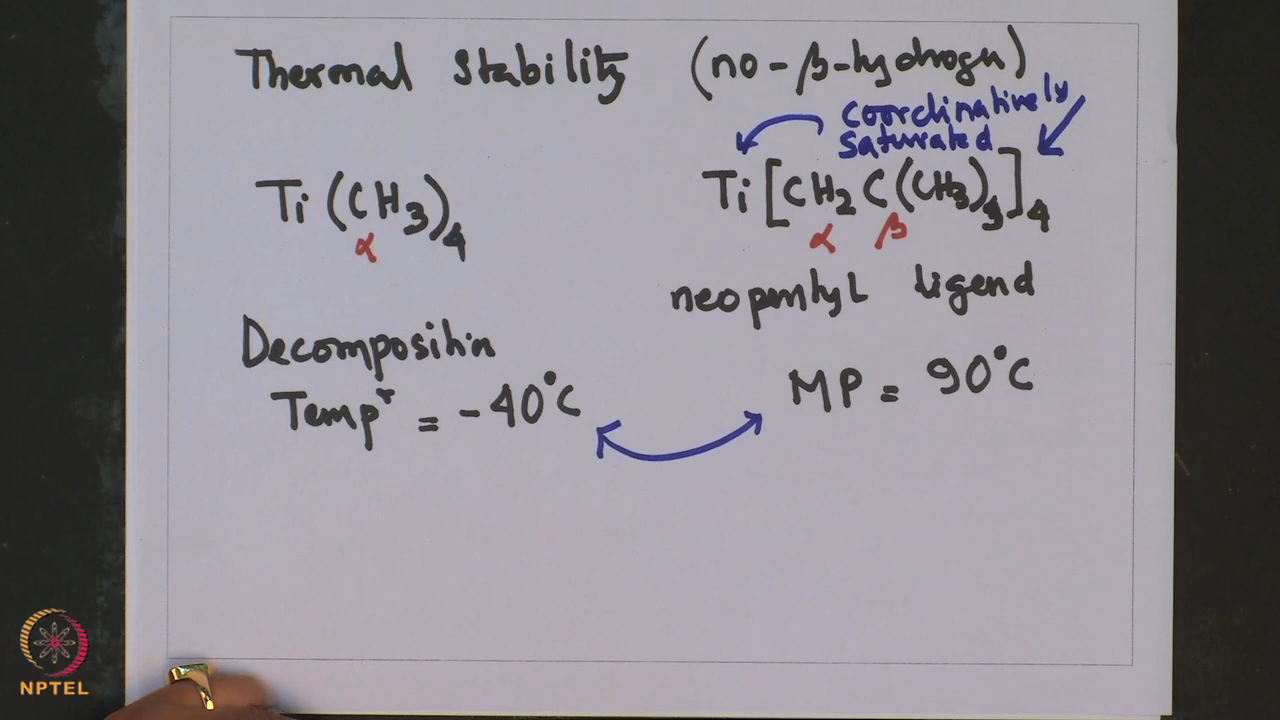 Thermal Stability (no-β-hydrogen)
coordinatively
saturated
Ti(CH3)4 Ti[CH2C(CH3)3]4
α α β
neopentyl ligend
Decomposition
Tempr = -40°C MP = 90°C
NPTEL